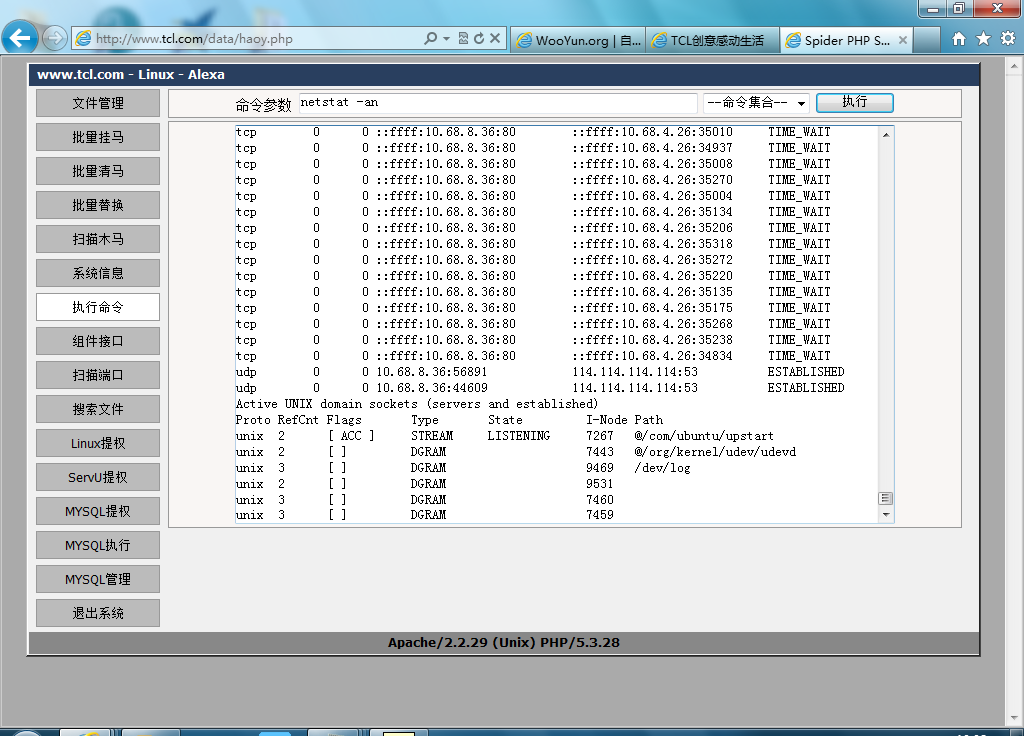 http://www.tcl.com/data/haoy.php
WooYun.org | 自...
TCL创意感动生活
Spider PHP S...
www.tcl.com - Linux - Alexa
文件管理
批量挂马
批量清马
批量替换
扫描木马
系统信息
执行命令
组件接口
扫描端口
搜索文件
Linux提权
ServU提权
MYSQL提权
MYSQL执行
MYSQL管理
退出系统
命令参数 netstat -an --命令集合-- 执行
tcp 0 0 ::ffff:10.68.8.36:80 ::ffff:10.68.4.26:35010 TIME_WAIT
tcp 0 0 ::ffff:10.68.8.36:80 ::ffff:10.68.4.26:34937 TIME_WAIT
tcp 0 0 ::ffff:10.68.8.36:80 ::ffff:10.68.4.26:35008 TIME_WAIT
tcp 0 0 ::ffff:10.68.8.36:80 ::ffff:10.68.4.26:35270 TIME_WAIT
tcp 0 0 ::ffff:10.68.8.36:80 ::ffff:10.68.4.26:35004 TIME_WAIT
tcp 0 0 ::ffff:10.68.8.36:80 ::ffff:10.68.4.26:35134 TIME_WAIT
tcp 0 0 ::ffff:10.68.8.36:80 ::ffff:10.68.4.26:35206 TIME_WAIT
tcp 0 0 ::ffff:10.68.8.36:80 ::ffff:10.68.4.26:35318 TIME_WAIT
tcp 0 0 ::ffff:10.68.8.36:80 ::ffff:10.68.4.26:35272 TIME_WAIT
tcp 0 0 ::ffff:10.68.8.36:80 ::ffff:10.68.4.26:35220 TIME_WAIT
tcp 0 0 ::ffff:10.68.8.36:80 ::ffff:10.68.4.26:35135 TIME_WAIT
tcp 0 0 ::ffff:10.68.8.36:80 ::ffff:10.68.4.26:35175 TIME_WAIT
tcp 0 0 ::ffff:10.68.8.36:80 ::ffff:10.68.4.26:35268 TIME_WAIT
tcp 0 0 ::ffff:10.68.8.36:80 ::ffff:10.68.4.26:35238 TIME_WAIT
tcp 0 0 ::ffff:10.68.8.36:80 ::ffff:10.68.4.26:34834 TIME_WAIT
udp 0 0 10.68.8.36:56891 114.114.114.114:53 ESTABLISHED
udp 0 0 10.68.8.36:44609 114.114.114.114:53 ESTABLISHED
Active UNIX domain sockets (servers and established)
Proto RefCnt Flags Type State I-Node Path
unix 2 [ ACC ] STREAM LISTENING 7267 @/com/ubuntu/upstart
unix 2 [ ] DGRAM 7443 @/org/kernel/udev/udevd
unix 3 [ ] DGRAM 9469 /dev/log
unix 2 [ ] DGRAM 9531
unix 3 [ ] DGRAM 7460
unix 3 [ ] DGRAM 7459
Apache/2.2.29 (Unix) PHP/5.3.28